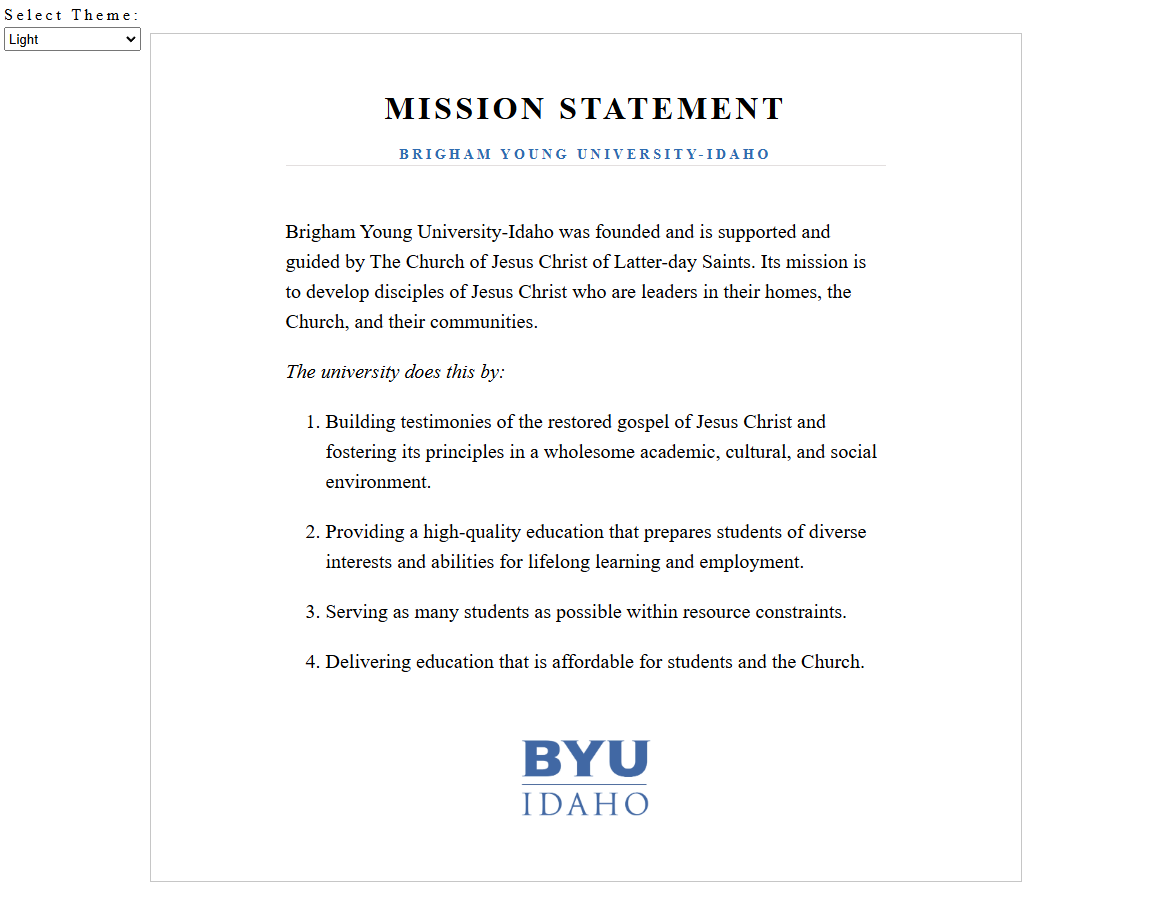 Select Theme:
Light
MISSION STATEMENT
BRIGHAM YOUNG UNIVERSITY-IDAHO
Brigham Young University-Idaho was founded and is supported and
guided by The Church of Jesus Christ of Latter-day Saints. Its mission is
to develop disciples of Jesus Christ who are leaders in their homes, the
Church, and their communities.
The university does this by:
1. Building testimonies of the restored gospel of Jesus Christ and
fostering its principles in a wholesome academic, cultural, and social
environment.
2. Providing a high-quality education that prepares students of diverse
interests and abilities for lifelong learning and employment.
3. Serving as many students as possible within resource constraints.
4. Delivering education that is affordable for students and the Church.
BYU
IDAHO